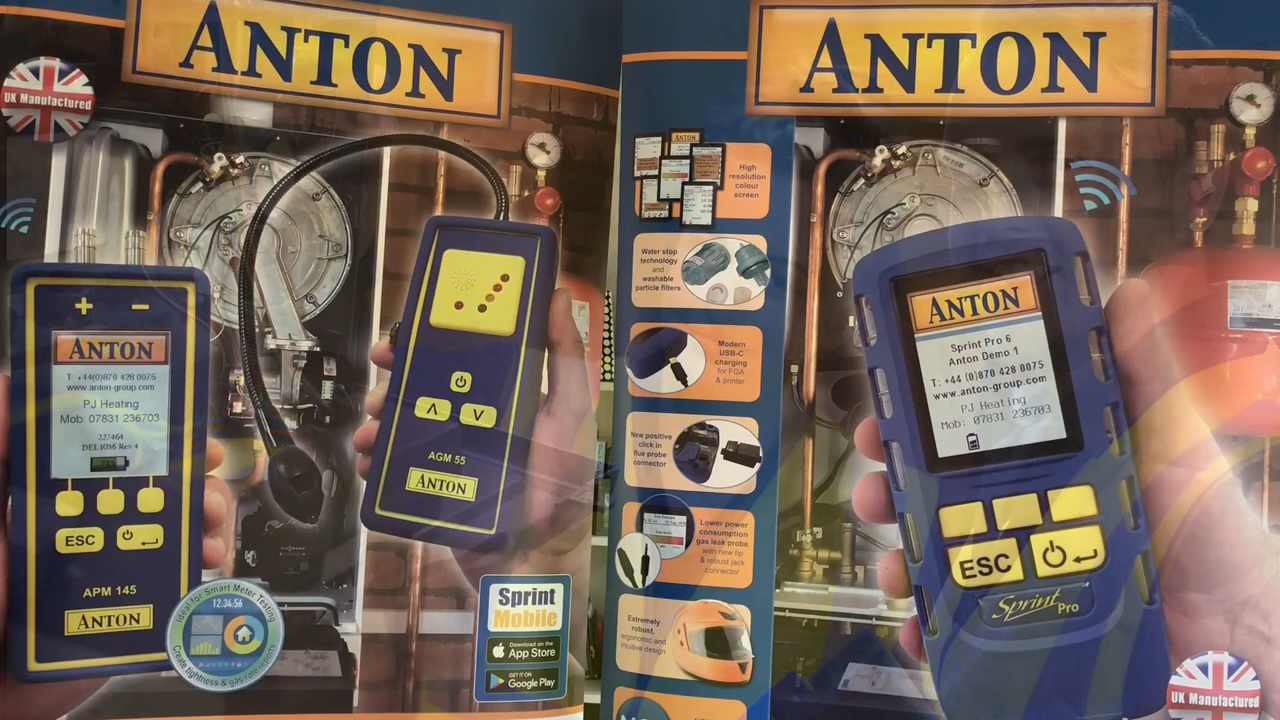 ANTON
UK Manufactured
+ −
ANTON
T: +44(0)870 428 0075
www.anton-group.com
PJ Heating
Mob: 07831 236703
227464
DEL1036 Rev 4
ESC
APM 145
ANTON
Ideal for Smart Meter Testing
12:34:56
Create tightness & gas rate reports
AGM 55
ANTON
Sprint
Mobile
Download on the
App Store
GET IT ON
Google Play
ANTON
ANTON
High
resolution
colour
screen
Water stop
technology
and
washable
particle filters
Modern
USB-C
charging
for FGA
& printer
New positive
click in
flue probe
connector
Lower power
consumption
gas leak probe
with new tip
& robust jack
connector
Extremely
robust,
ergonomic and
intuitive design
ANTON
Sprint Pro 6
Anton Demo 1
T: +44 (0)870 428 0075
www.anton-group.com
PJ Heating
Mob: 07831 236703
ESC
Sprint Pro
UK Manufactured